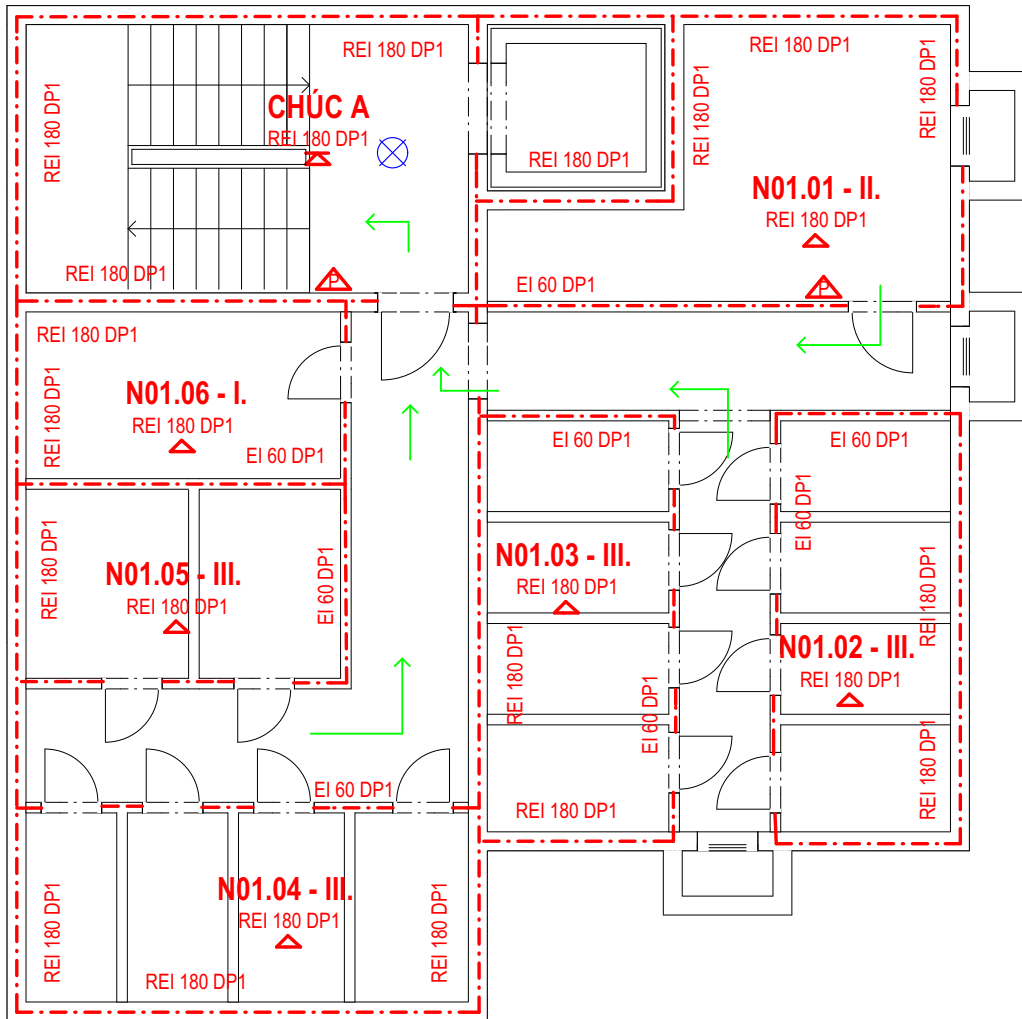 REI 180 DP1
REI 180 DP1
REI 180 DP1
REI 180 DP1
REI 180 DP1
CHÚC A
REI 180 DP1
REI 180 DP1
N01.01 - II.
REI 180 DP1
REI 180 DP1
P
EI 60 DP1
P
REI 180 DP1
REI 180 DP1
N01.06 - I.
REI 180 DP1
EI 60 DP1
EI 60 DP1
EI 60 DP1
EI 60 DP1
REI 180 DP1
N01.05 - III.
REI 180 DP1
EI 60 DP1
N01.03 - III.
REI 180 DP1
REI 180 DP1
REI 180 DP1
EI 60 DP1
N01.02 - III.
REI 180 DP1
REI 180 DP1
EI 60 DP1
REI 180 DP1
REI 180 DP1
N01.04 - III.
REI 180 DP1
REI 180 DP1
REI 180 DP1